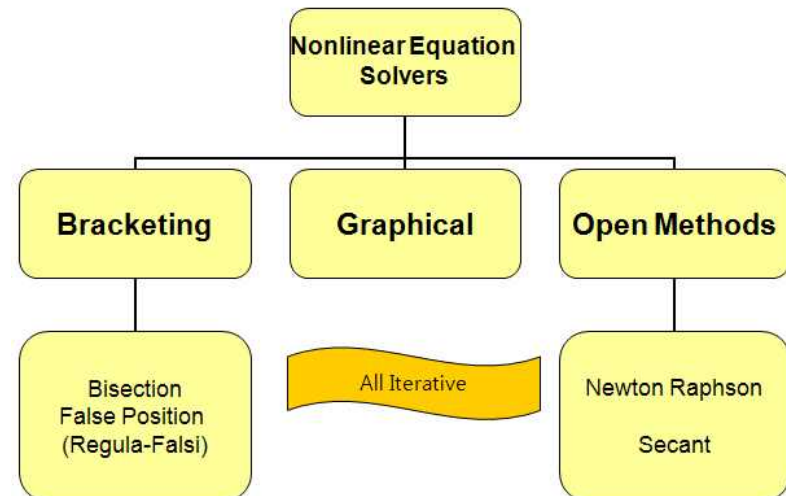 Nonlinear Equation
Solvers
Bracketing
Graphical
Open Methods
Bisection
False Position
(Regula-Falsi)
All Iterative
Newton Raphson
Secant